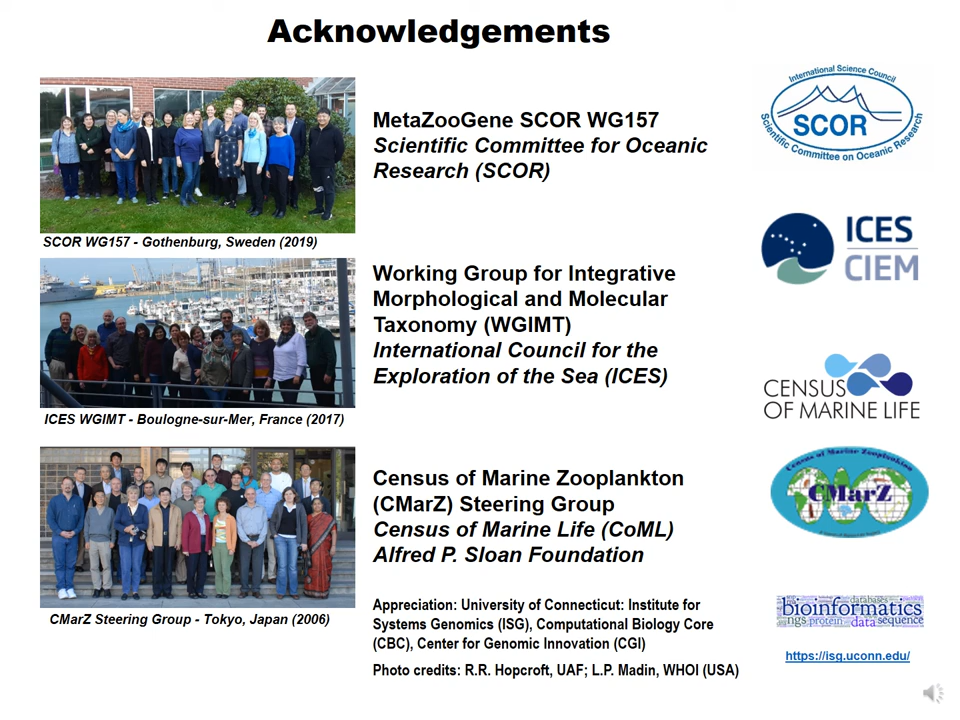 Acknowledgements
MetaZooGene SCOR WG157
Scientific Committee for Oceanic
Research (SCOR)
International Science Council
SCOR
Scientific Committee on Oceanic Research
SCOR WG157 - Gothenburg, Sweden (2019)
Working Group for Integrative
Morphological and Molecular
Taxonomy (WGIMT)
International Council for the
Exploration of the Sea (ICES)
ICES
CIEM
ICES WGIMT - Boulogne-sur-Mer, France (2017)
CENSUS
OF MARINE LIFE
Census of Marine Zooplankton
(CMarZ) Steering Group
Census of Marine Life (CoML)
Alfred P. Sloan Foundation
Census of Marine Zooplankton
CMarZ
CMarZ Steering Group - Tokyo, Japan (2006)
Appreciation: University of Connecticut: Institute for
Systems Genomics (ISG), Computational Biology Core
(CBC), Center for Genomic Innovation (CGI)
Photo credits: R.R. Hopcroft, UAF; L.P. Madin, WHOI (USA)
databases
bioinformatics
ngs protein data sequence
https://isg.uconn.edu/